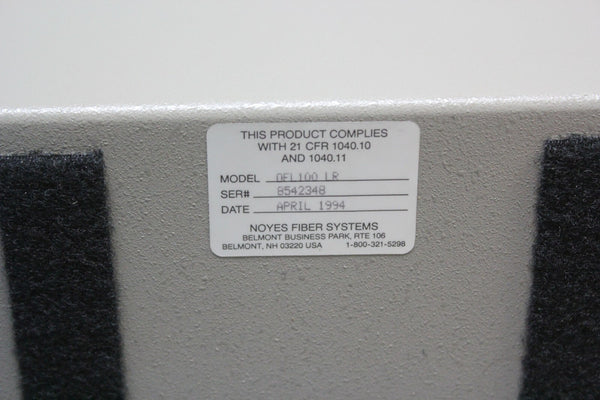 THIS PRODUCT COMPLIES
WITH 21 CFR 1040.10
AND 1040.11
MODEL OFL100 LR
SER# 8542348
DATE APRIL 1994
NOYES FIBER SYSTEMS
BELMONT BUSINESS PARK, RTE 106
BELMONT, NH 03220 USA 1-800-321-5298